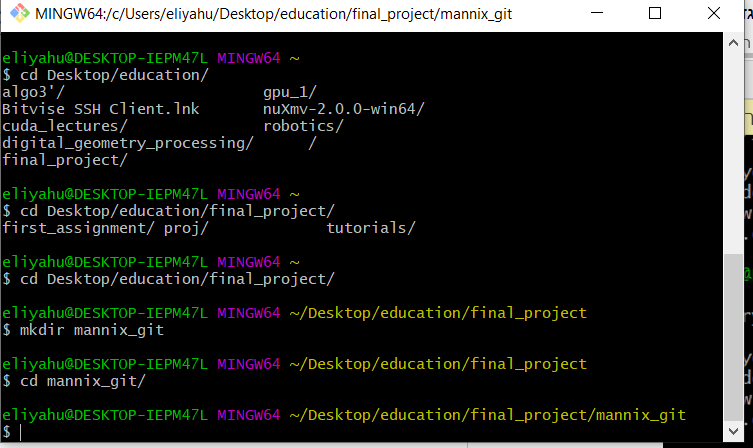 MINGW64:/c/Users/eliyahu/Desktop/education/final_project/mannix_git
eliyahu@DESKTOP-IEPM47L MINGW64 ~
$ cd Desktop/education/
algo3'/ gpu_1/
Bitvise SSH Client.lnk nuXmv-2.0.0-win64/
cuda_lectures/ robotics/
digital_geometry_processing/ /
final_project/
eliyahu@DESKTOP-IEPM47L MINGW64 ~
$ cd Desktop/education/final_project/
first_assignment/ proj/ tutorials/
eliyahu@DESKTOP-IEPM47L MINGW64 ~
$ cd Desktop/education/final_project/
eliyahu@DESKTOP-IEPM47L MINGW64 ~/Desktop/education/final_project
$ mkdir mannix_git
eliyahu@DESKTOP-IEPM47L MINGW64 ~/Desktop/education/final_project
$ cd mannix_git/
eliyahu@DESKTOP-IEPM47L MINGW64 ~/Desktop/education/final_project/mannix_git
$